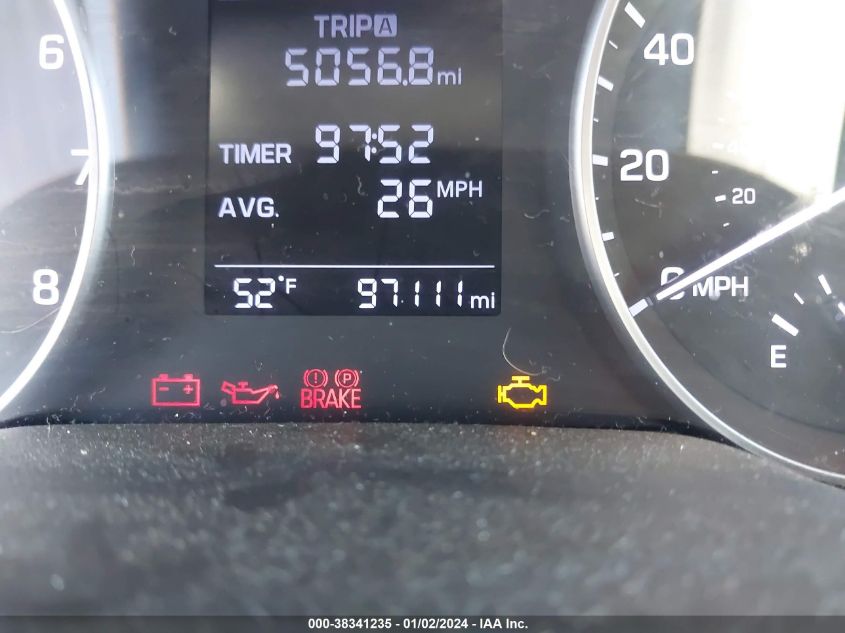 TRIP A
5056.8 mi
TIMER 97:52
AVG. 26 MPH
52°F 97111 mi
6
7
8
40
20
0 MPH
20
E
BRAKE
P
000-38341235 - 01/02/2024 - IAA Inc.